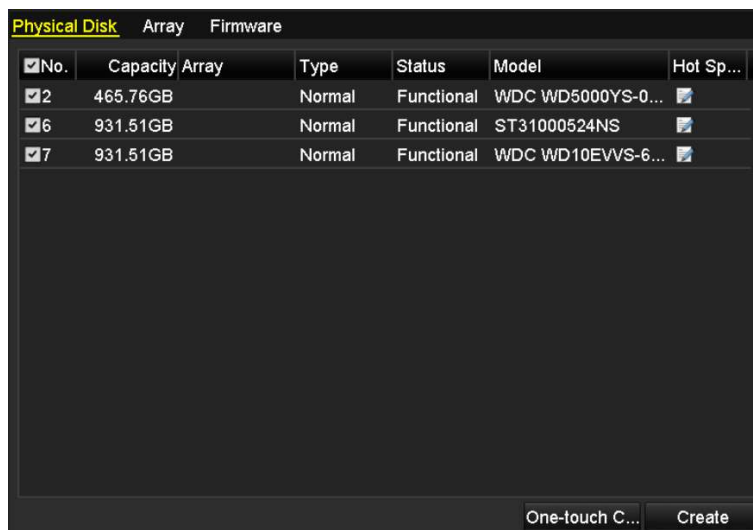 Physical Disk Array Firmware
No. Capacity Array Type Status Model Hot Sp...
2 465.76GB Normal Functional WDC WD5000YS-0...
6 931.51GB Normal Functional ST31000524NS
7 931.51GB Normal Functional WDC WD10EVVS-6...
One-touch C... Create